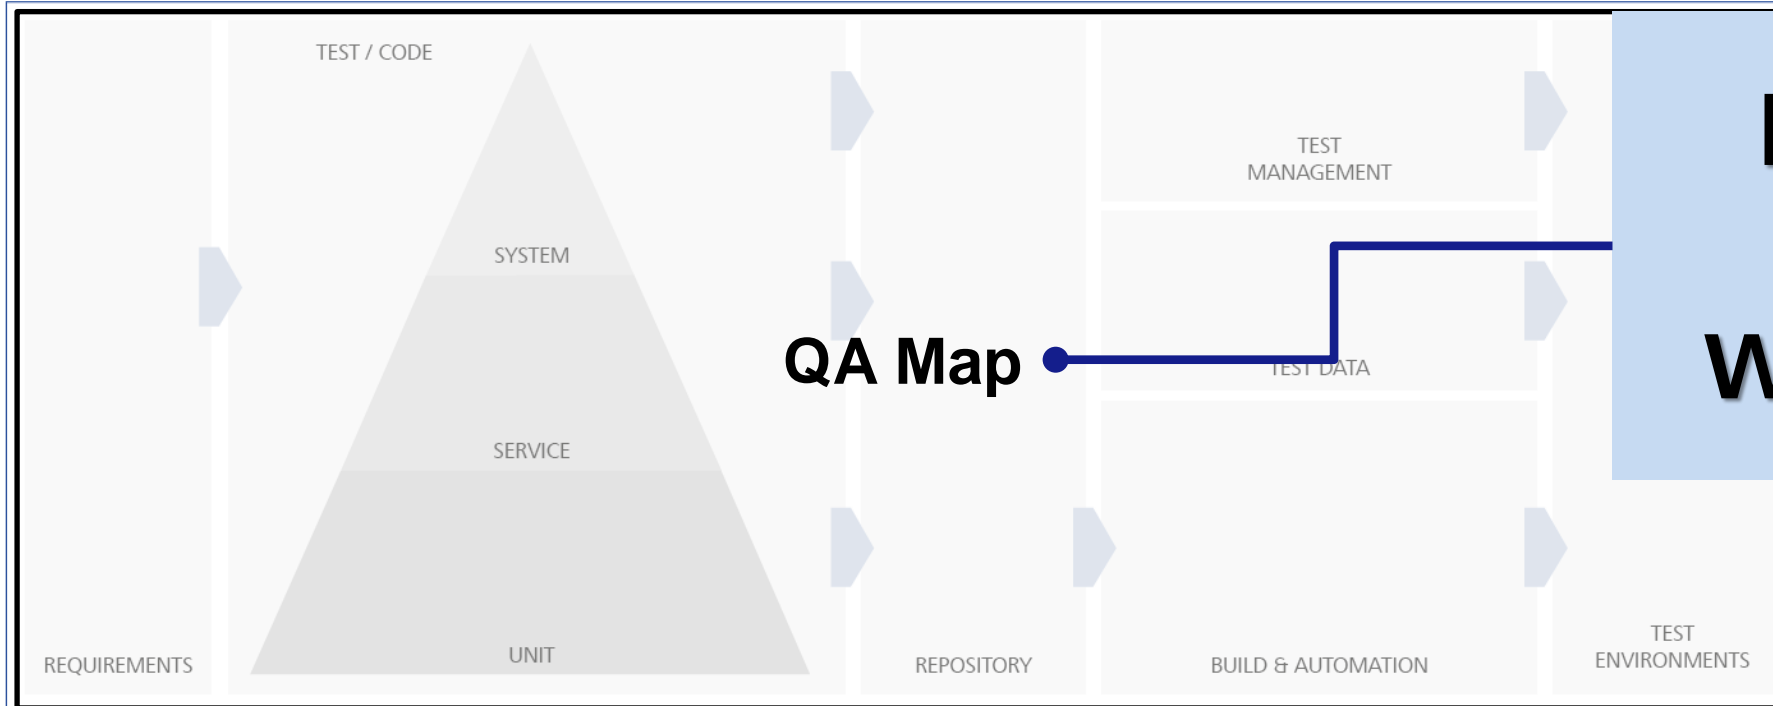 TEST / CODE
SYSTEM
SERVICE
UNIT
REQUIREMENTS
QA Map
REPOSITORY
TEST
MANAGEMENT
TEST DATA
BUILD & AUTOMATION
TEST
ENVIRONMENTS
W